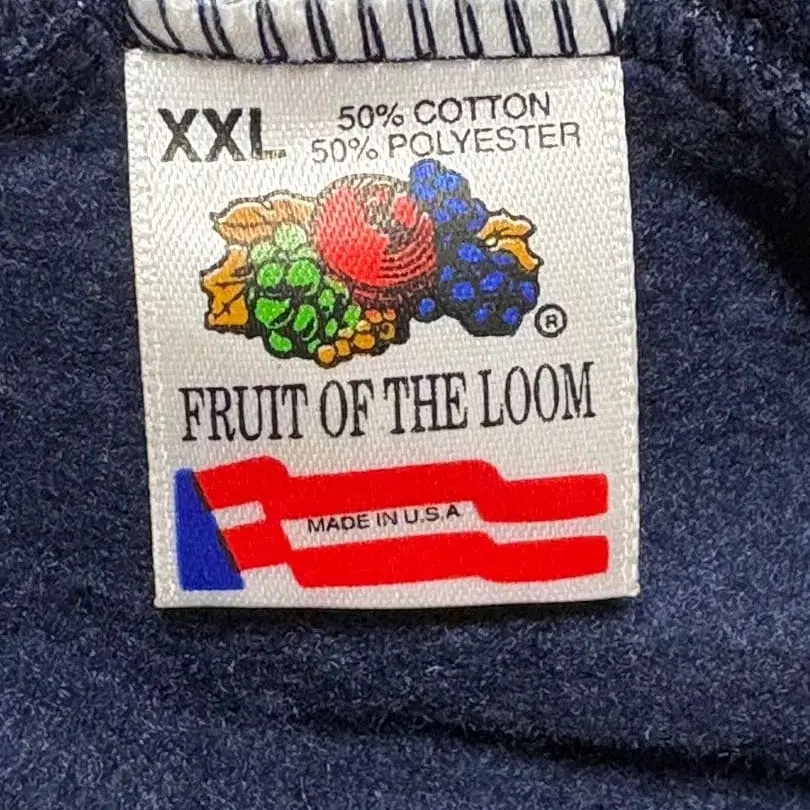 XXL
50% COTTON
50% POLYESTER
®
FRUIT OF THE LOOM
MADE IN U.S.A.